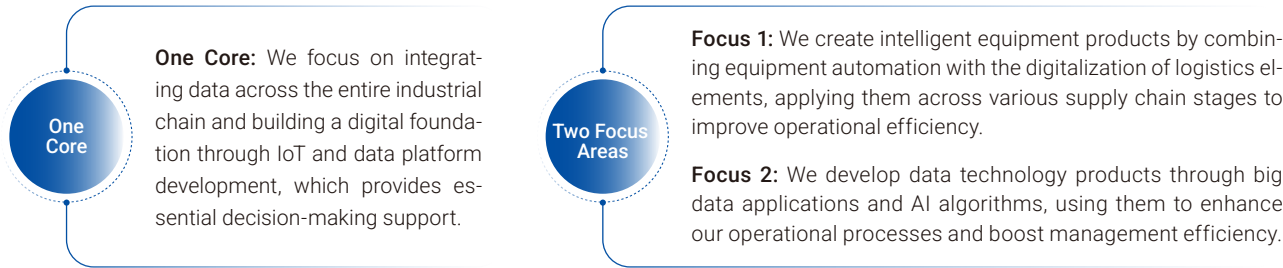 One
Core
One Core: We focus on integrat-
ing data across the entire industrial
chain and building a digital founda-
tion through IoT and data platform
development, which provides es-
sential decision-making support.
Two Focus
Areas
Focus 1: We create intelligent equipment products by combin-
ing equipment automation with the digitalization of logistics el-
ements, applying them across various supply chain stages to
improve operational efficiency.
Focus 2: We develop data technology products through big
data applications and AI algorithms, using them to enhance
our operational processes and boost management efficiency.